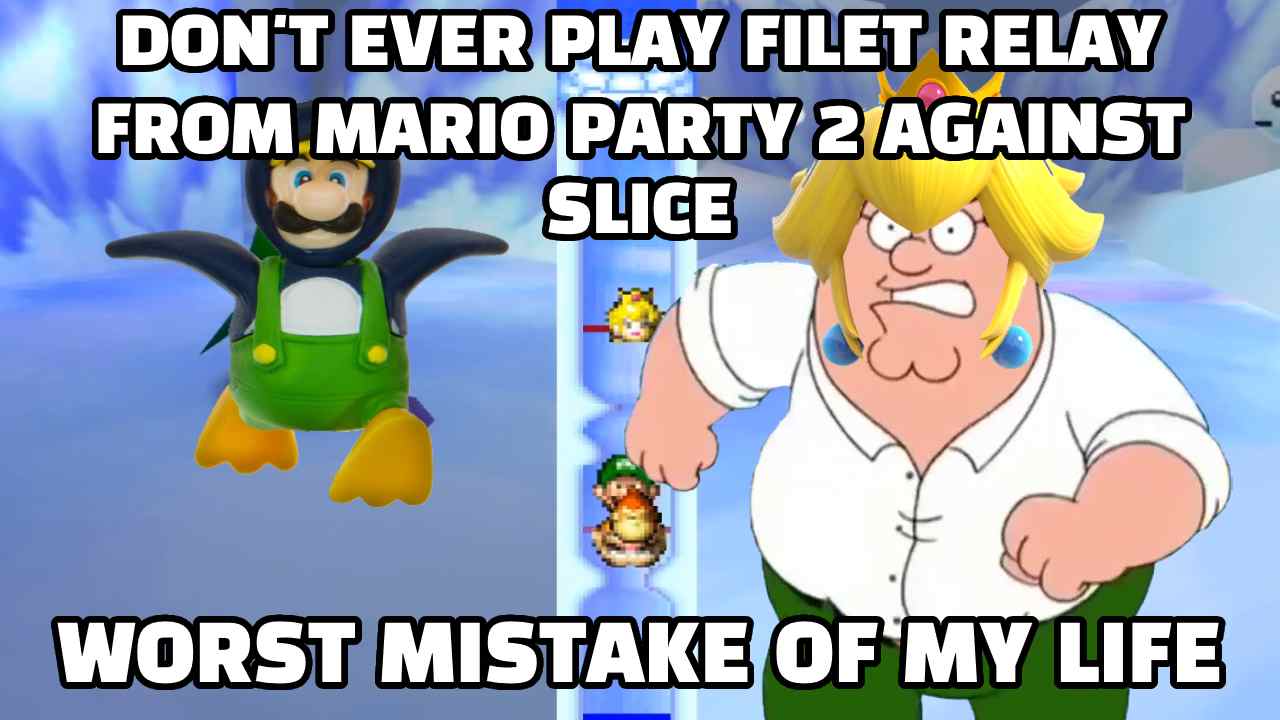 DON'T EVER PLAY FILET RELAY
FROM MARIO PARTY 2 AGAINST
SLICE
WORST MISTAKE OF MY LIFE